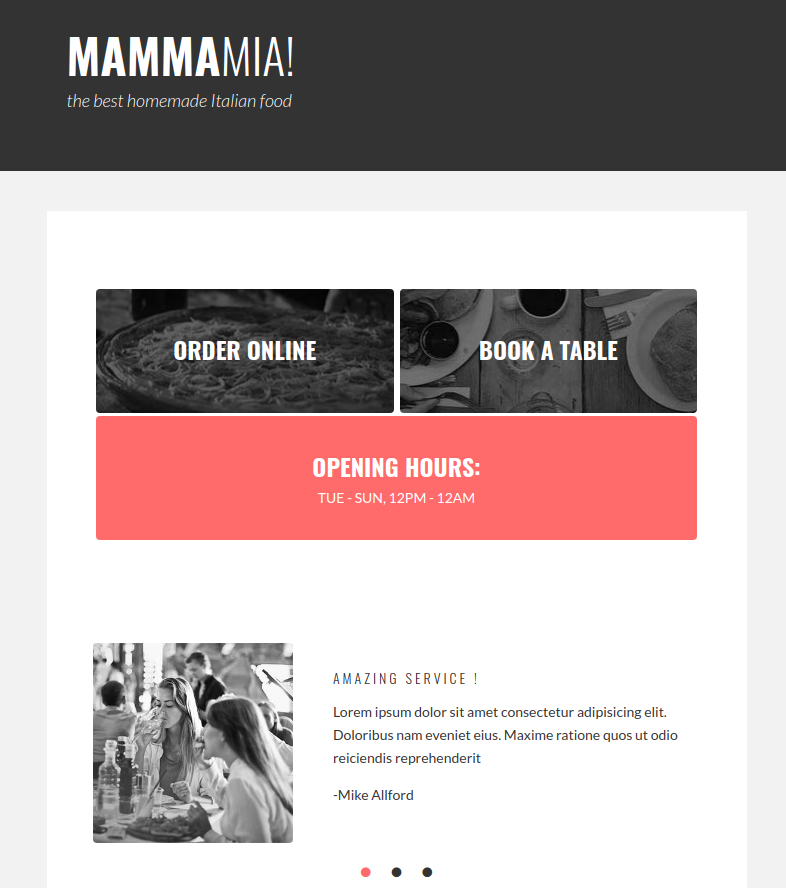 MAMMAMIA!
the best homemade Italian food
ORDER ONLINE
BOOK A TABLE
OPENING HOURS:
TUE - SUN, 12PM - 12AM
AMAZING SERVICE !
Lorem ipsum dolor sit amet consectetur adipisicing elit.
Doloribus nam eveniet eius. Maxime ratione quos ut odio
reiciendis reprehenderit
-Mike Allford